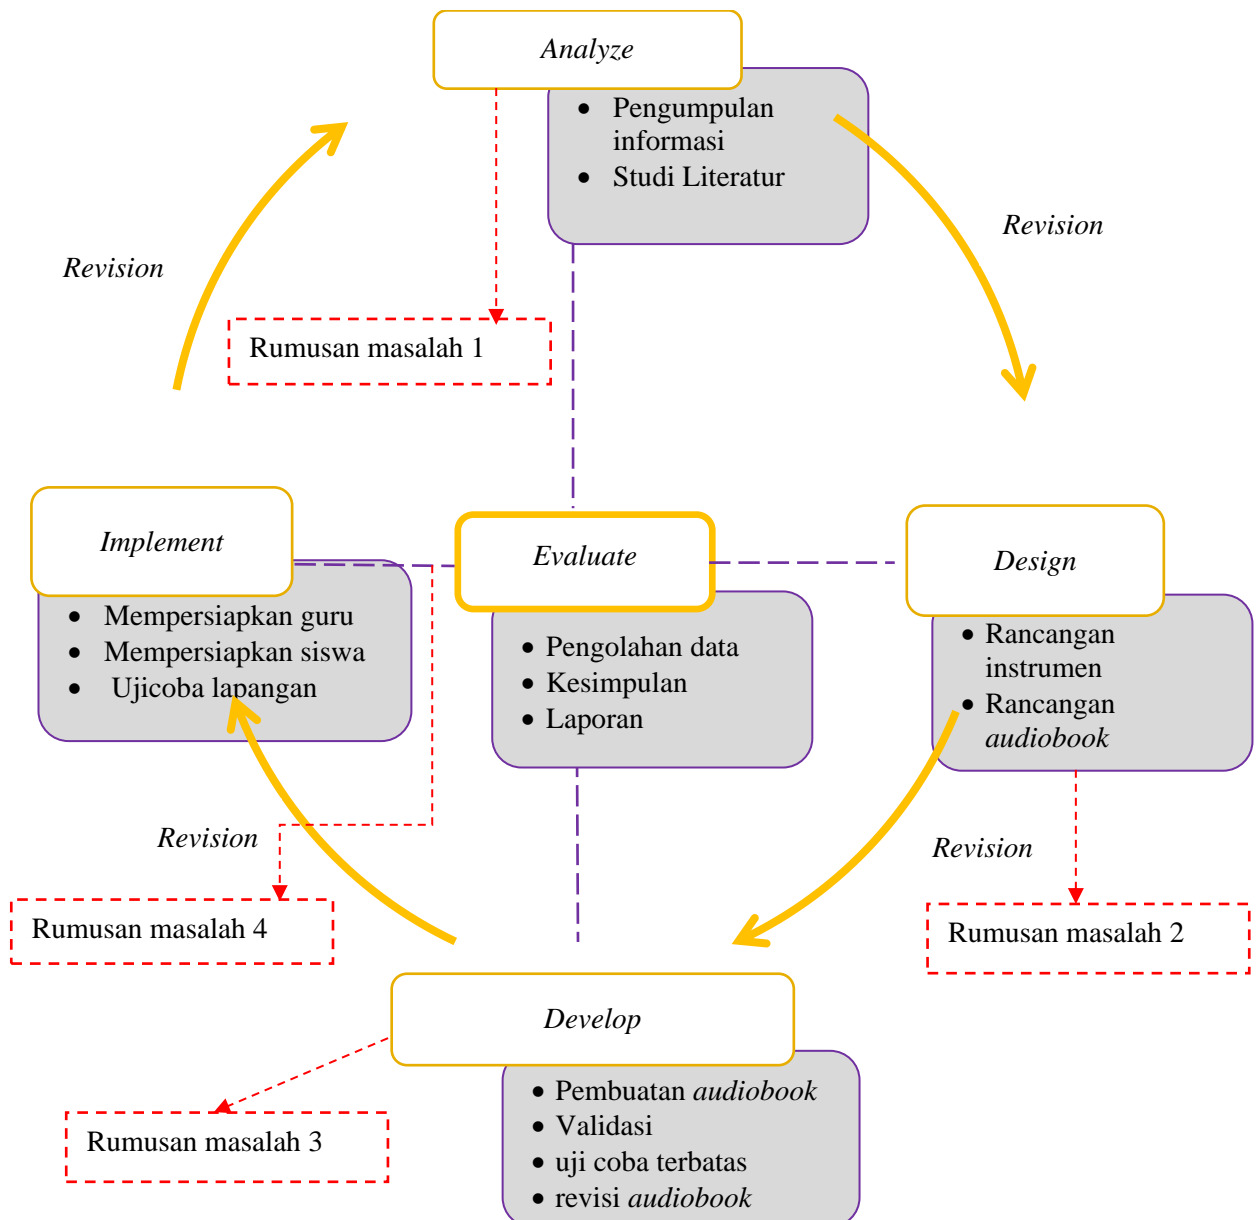 Analyze
• Pengumpulan
informasi
• Studi Literatur
Revision
Revision
Rumusan masalah 1
Implement
• Mempersiapkan guru
• Mempersiapkan siswa
• Ujicoba lapangan
Evaluate
• Pengolahan data
• Kesimpulan
• Laporan
Design
• Rancangan
instrumen
• Rancangan
audiobook
Revision
Revision
Rumusan masalah 4
Rumusan masalah 2
Develop
• Pembuatan audiobook
• Validasi
• uji coba terbatas
• revisi audiobook
Rumusan masalah 3